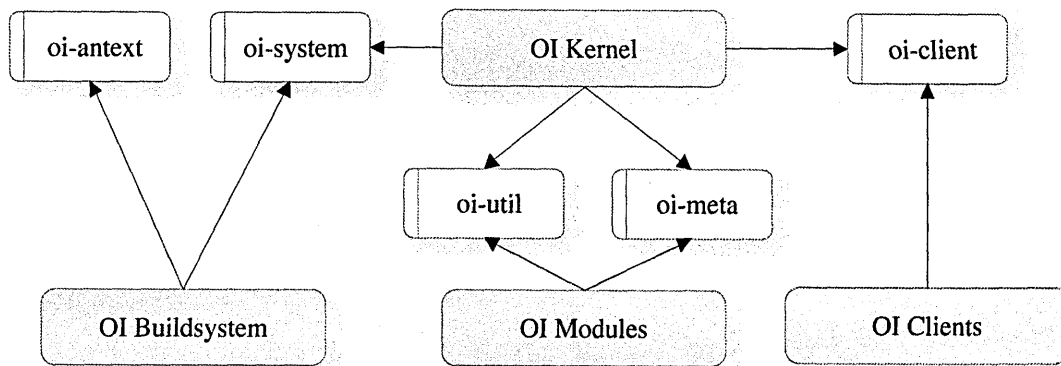 oi-antext
oi-system
OI Kernel
oi-client
oi-util
oi-meta
OI Buildsystem
OI Modules
OI Clients